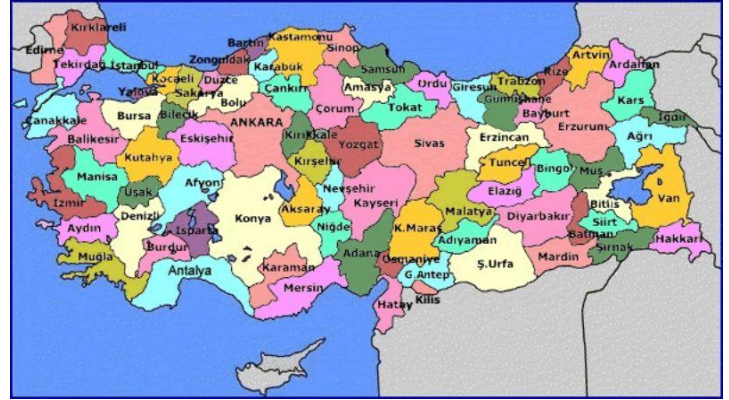 Kırklareli
Edirne
Tekirdağ
İstanbul
Bartın
Kastamonu
Sinop
Zonguldak
Karabük
Samsun
Artvin
Rize
Ardahan
Kocaeli
Düzce
Yalova
Sakarya
Bolu
Çankırı
Amasya
Ordu
Giresun
Trabzon
Gümüşhane
Kars
Çanakkale
Bursa
Bilecik
Çorum
Tokat
Bayburt
Iğdır
Balıkesir
Eskişehir
ANKARA
Kırıkkale
Yozgat
Sivas
Erzincan
Erzurum
Ağrı
Kutahya
Kırşehir
Tunceli
Bingöl
Muş
Manisa
Uşak
Afyon
Nevşehir
Kayseri
Elazığ
Van
İzmir
Denizli
Konya
Aksaray
Malatya
Diyarbakır
Bitlis
Siirt
Aydın
Isparta
Niğde
K.Maraş
Adıyaman
Batman
Şırnak
Hakkari
Muğla
Burdur
Antalya
Karaman
Adana
Osmaniye
G.Antep
Ş.Urfa
Mardin
Mersin
Hatay
Kilis